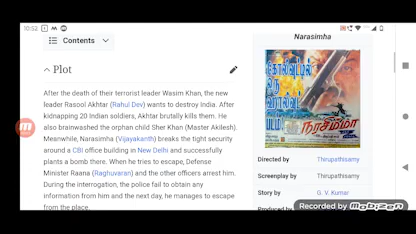 10:52
Contents
Narasimha
Plot
After the death of their terrorist leader Wasim Khan, the new
leader Rasool Akhtar (Rahul Dev) wants to destroy India. After
kidnapping 20 Indian soldiers, Akhtar brutally kills them. He
also brainwashed the orphan child Sher Khan (Master Akilesh).
Meanwhile, Narasimha (Vijayakanth) breaks the tight security
around a CBI office building in New Delhi and successfully
plants a bomb there. When he tries to escape, Defense
Minister Raana (Raghuvaran) and the other officers arrest him.
During the interrogation, the police fail to obtain any
information from him and the next day, he manages to escape
from the place.
ஒரு
படம்
நரசிம்மா
Directed by Thirupathisamy
Screenplay by Thirupathisamy
Story by G. V. Kumar
Produced by
Recorded by mobizen